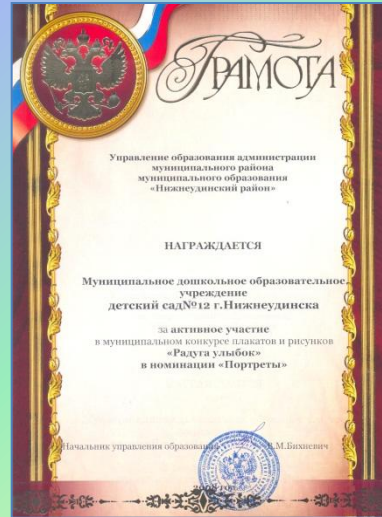 ГРАМОТА
Управление образования администрации
муниципального района
муниципального образования
«Нижнеудинский район»
НАГРАЖДАЕТСЯ
Муниципальное дошкольное образовательное
учреждение
детский сад№12 г.Нижнеудинска
за активное участие
в муниципальном конкурсе плакатов и рисунков
«Радуга улыбок»
в номинации «Портреты»
Начальник управления образования